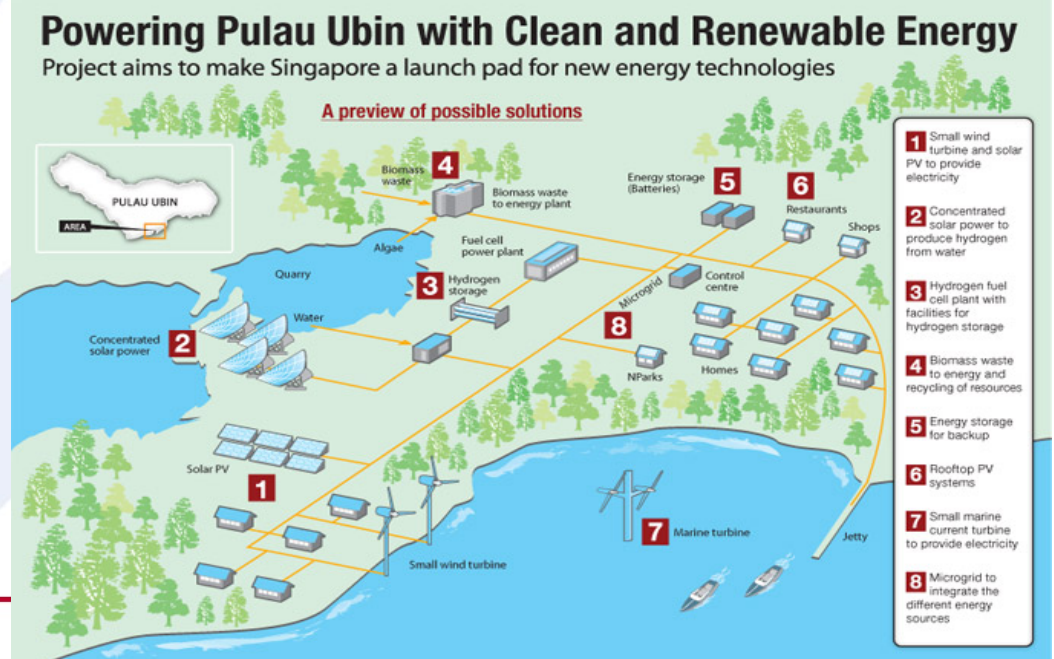 Powering Pulau Ubin with Clean and Renewable Energy
Project aims to make Singapore a launch pad for new energy technologies
A preview of possible solutions
PULAU UBIN
AREA
4
Biomass
waste
Biomass waste
to energy plant
Algae
Energy storage
(Batteries)
5
6
Restaurants
Shops
Fuel cell
power plant
Quarry
3
Hydrogen
storage
Control
centre
Microgrid
Water
Concentrated
solar power
2
8
NParks
Homes
Solar PV
1
Small wind turbine
7
Marine turbine
Jetty
1
Small wind
turbine and solar
PV to provide
electricity
2
Concentrated
solar power to
produce hydrogen
from water
3
Hydrogen fuel
cell plant with
facilities for
hydrogen storage
4
Biomass waste
to energy and
recycling of resources
5
Energy storage
for backup
6
Rooftop PV
systems
7
Small marine
current turbine
to provide electricity
8
Microgrid to
integrate the
different energy
sources